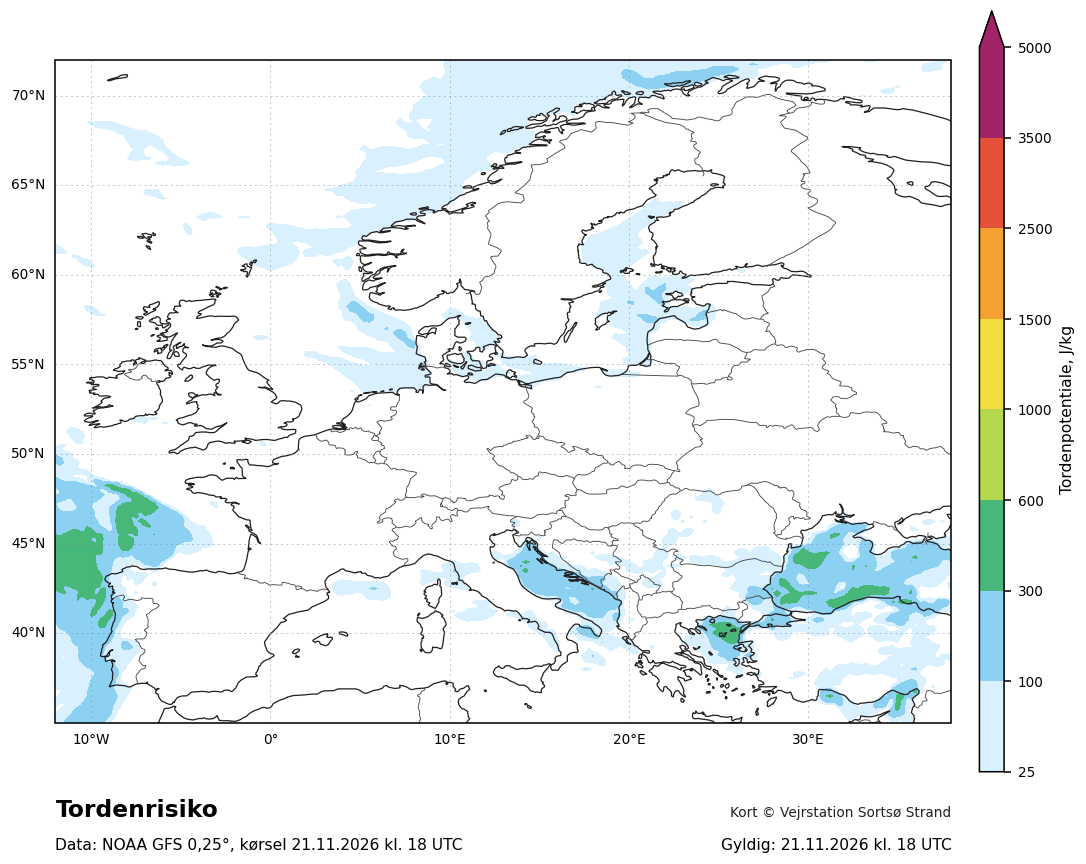 5000
3500
2500
1500
1000
600
300
100
25
Tordenpotentiale, J/kg
70°N
65°N
60°N
55°N
50°N
45°N
40°N
10°W
0°
10°E
20°E
30°E
Tordenrisiko
Kort © Vejrstation Sortsø Strand
Data: NOAA GFS 0,25°, kørsel 21.11.2026 kl. 18 UTC
Gyldig: 21.11.2026 kl. 18 UTC